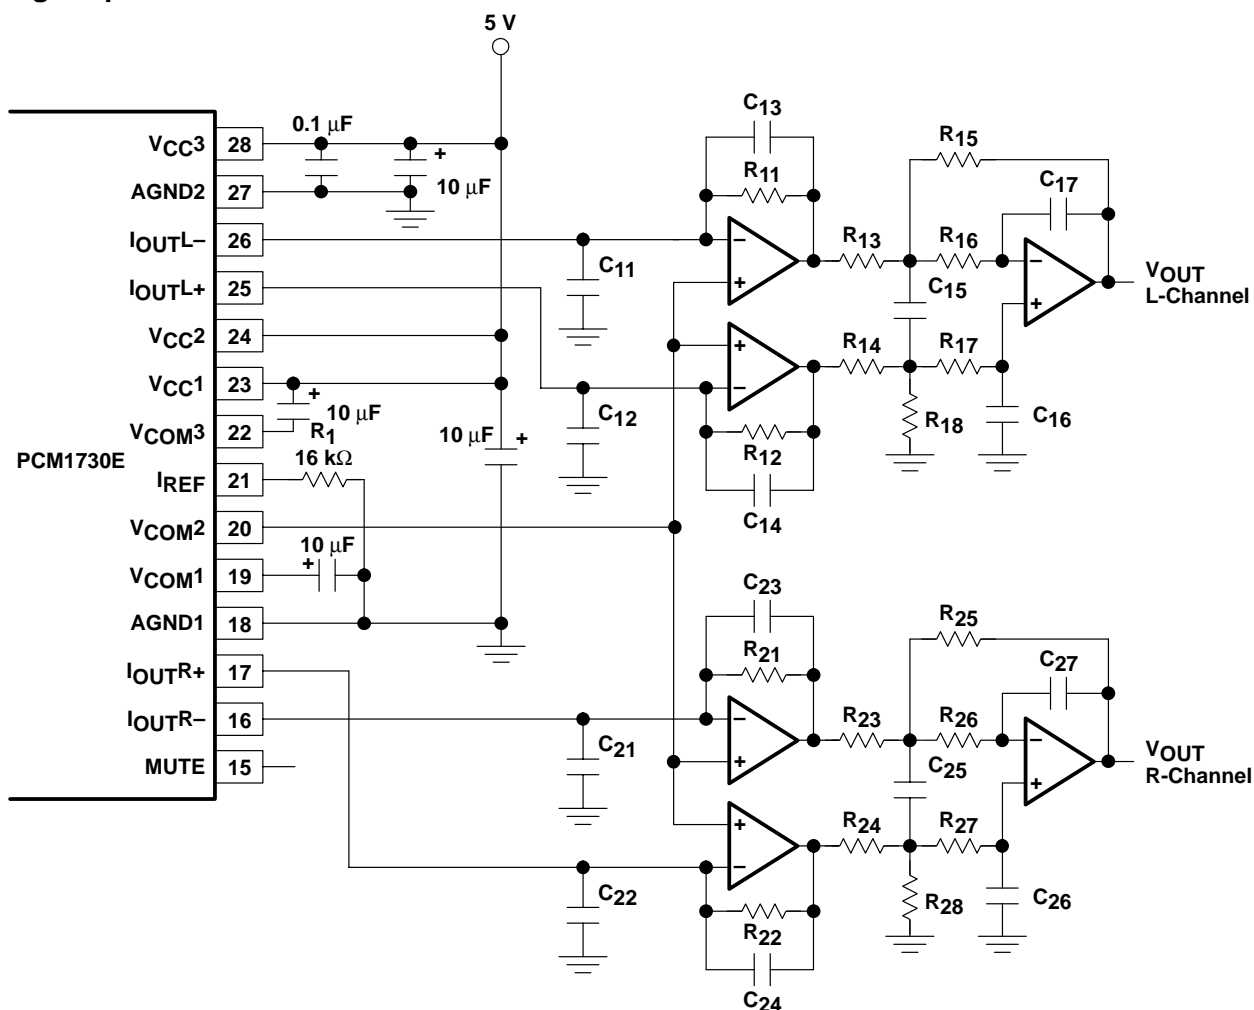 5 V
VCC3 28
0.1 µF
+
10 µF
AGND2 27
IOUTL– 26
IOUTL+ 25
VCC2 24
VCC1 23
+
10 µF
VCOM3 22
R1
16 kΩ
PCM1730E
IREF 21
10 µF +
VCOM2 20
10 µF
+
VCOM1 19
AGND1 18
IOUTR+ 17
IOUTR– 16
MUTE 15
C13
R11
C11
–
+
R13
R15
C17
R16
C15
–
+
VOUT
L-Channel
+
–
R14
R17
C12
R12
C14
R18
C16
C23
R21
C21
–
+
R23
R25
C27
R26
C25
–
+
VOUT
R-Channel
+
–
R24
R27
C22
R22
C24
R28
C26